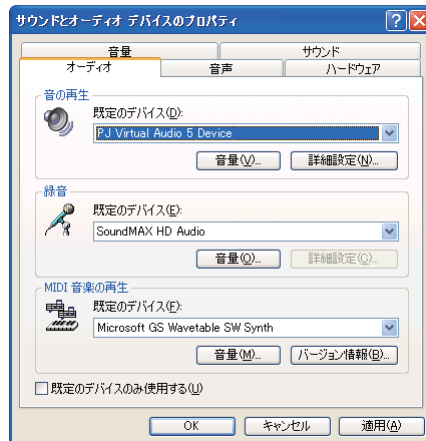 サウンドとオーディオ デバイスのプロパティ
音量
サウンド
オーディオ
音声
ハードウェア
音の再生
既定のデバイス(D):
PJ Virtual Audio 5 Device
音量(V)...
詳細設定(N)...
録音
既定のデバイス(E):
SoundMAX HD Audio
音量(O)...
詳細設定(C)...
MIDI 音楽の再生
既定のデバイス(F):
Microsoft GS Wavetable SW Synth
音量(M)...
バージョン情報(B)...
既定のデバイスのみ使用する(U)
OK
キャンセル
適用(A)